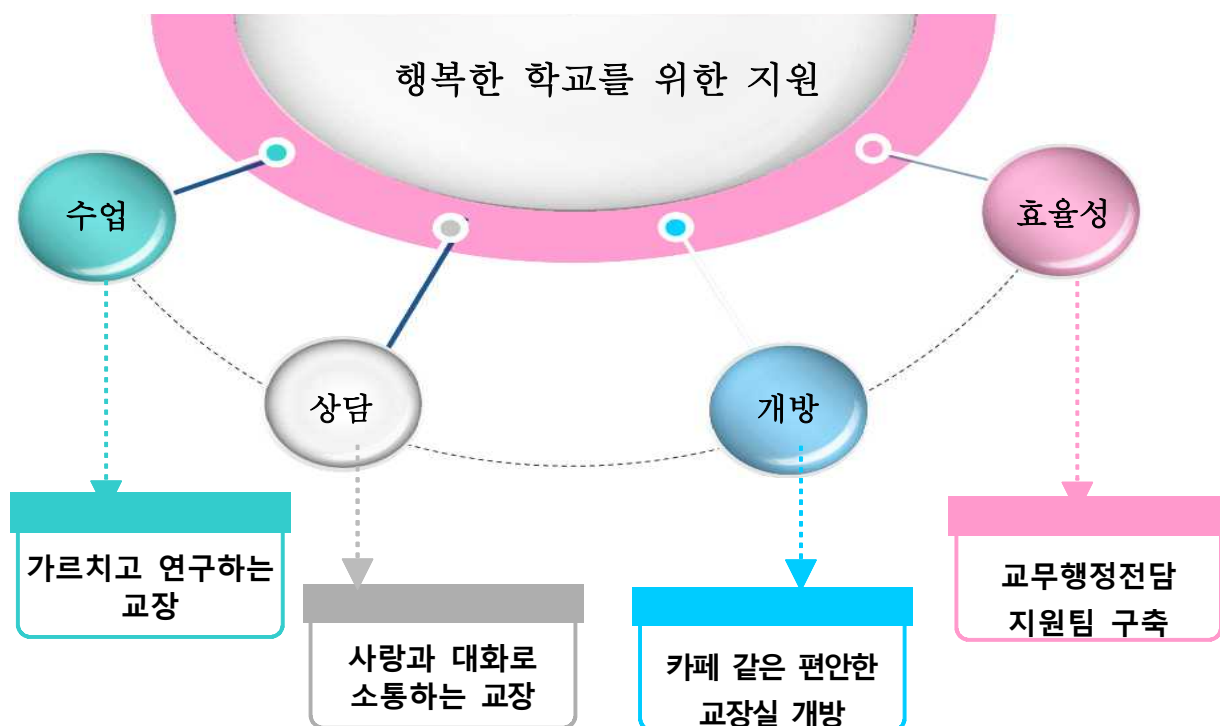 행복한 학교를 위한 지원
수업
효율성
상담
개방
가르치고 연구하는
교장
교무행정전담
지원팀 구축
사랑과 대화로
소통하는 교장
카페 같은 편안한
교장실 개방